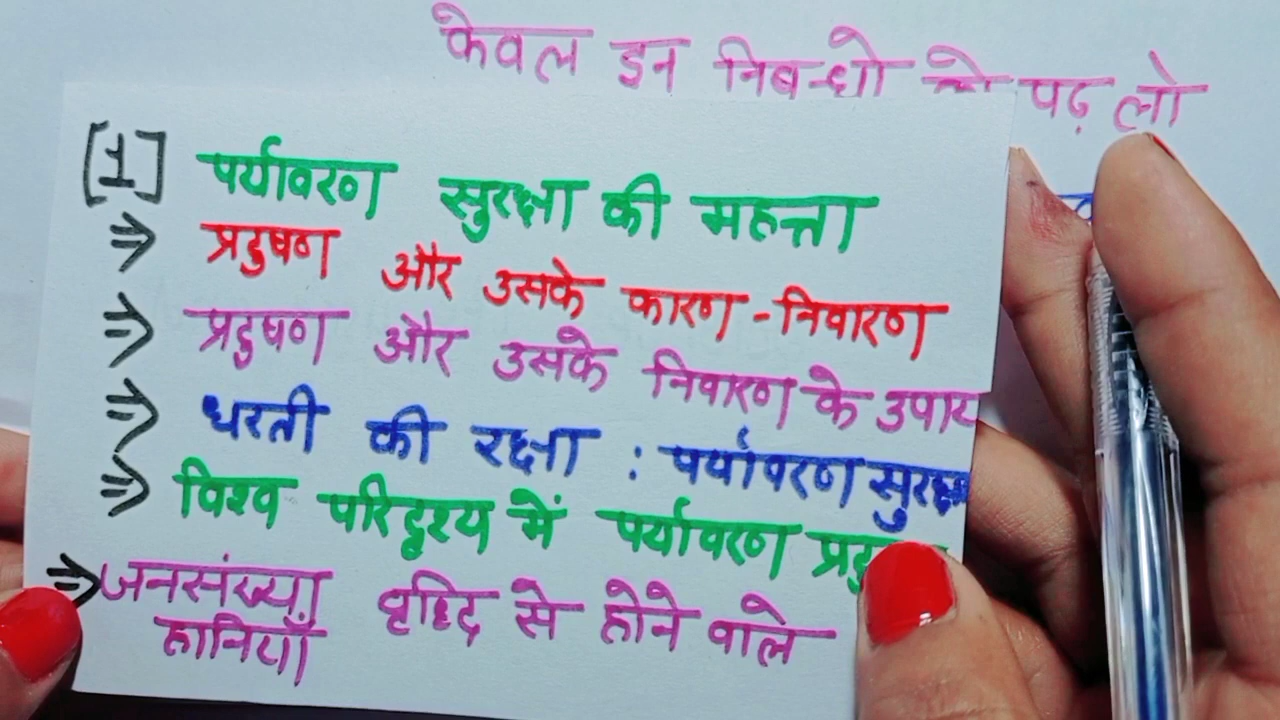 केवल इन निबन्धो को पढ़ लो
[1] पर्यावरण सुरक्षा की महत्ता
⇒ प्रदुषण और उसके कारण - निवारण
⇒ प्रदुषण और उसके निवारण के उपाय
⇒ धरती की रक्षा : पर्यावरण सुरक्षा
⇒ विश्व परिदृश्य में पर्यावरण
⇒ जनसंख्या वृद्धि से होने वाले
हानियाँ